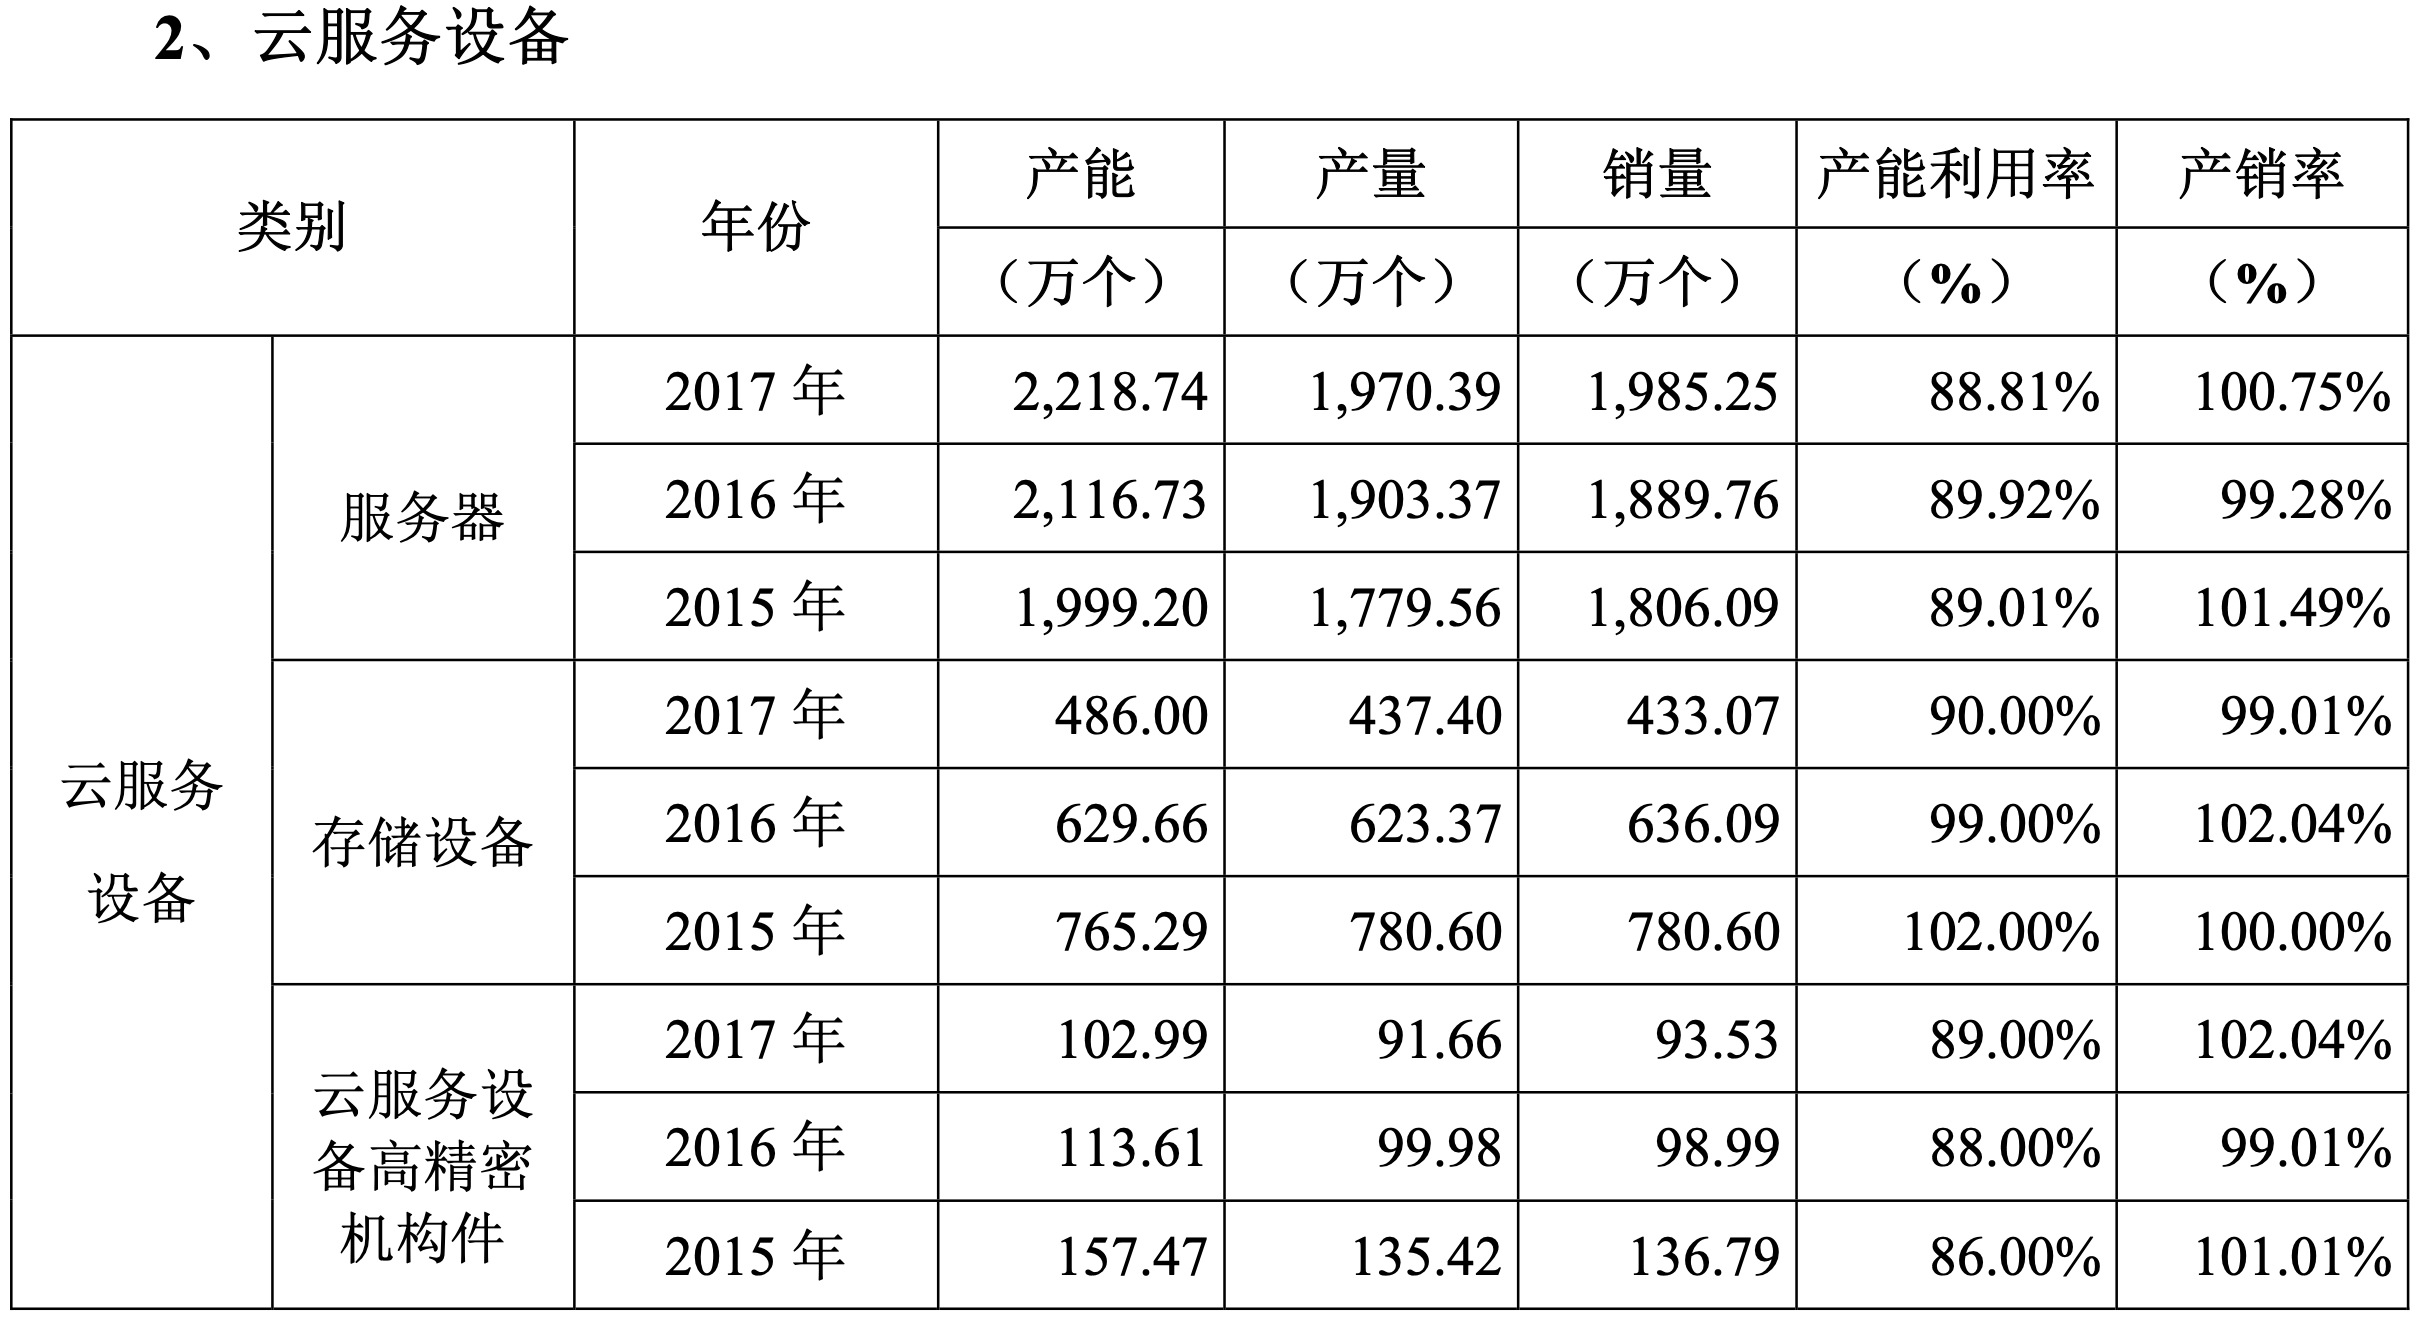 2、云服务设备
类别 年份 产能 产量 销量 产能利用率 产销率
（万个） （万个） （万个） （%） （%）
云服务设备 服务器 2017 年 2,218.74 1,970.39 1,985.25 88.81% 100.75%
2016 年 2,116.73 1,903.37 1,889.76 89.92% 99.28%
2015 年 1,999.20 1,779.56 1,806.09 89.01% 101.49%
存储设备 2017 年 486.00 437.40 433.07 90.00% 99.01%
2016 年 629.66 623.37 636.09 99.00% 102.04%
2015 年 765.29 780.60 780.60 102.00% 100.00%
云服务设备高精密机构件 2017 年 102.99 91.66 93.53 89.00% 102.04%
2016 年 113.61 99.98 98.99 88.00% 99.01%
2015 年 157.47 135.42 136.79 86.00% 101.01%